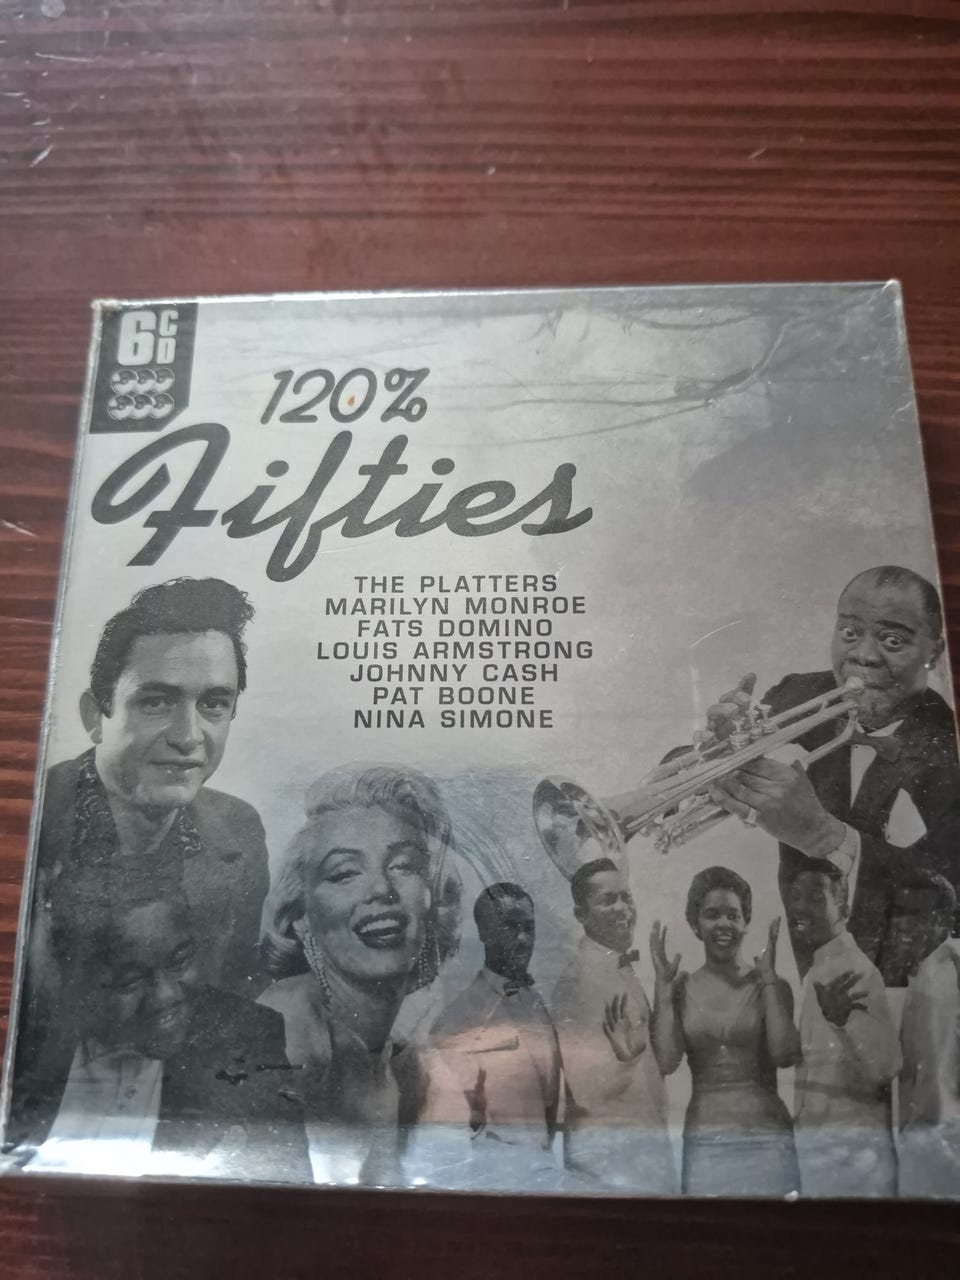 6CD
120%
Fifties
THE PLATTERS
MARILYN MONROE
FATS DOMINO
LOUIS ARMSTRONG
JOHNNY CASH
PAT BOONE
NINA SIMONE